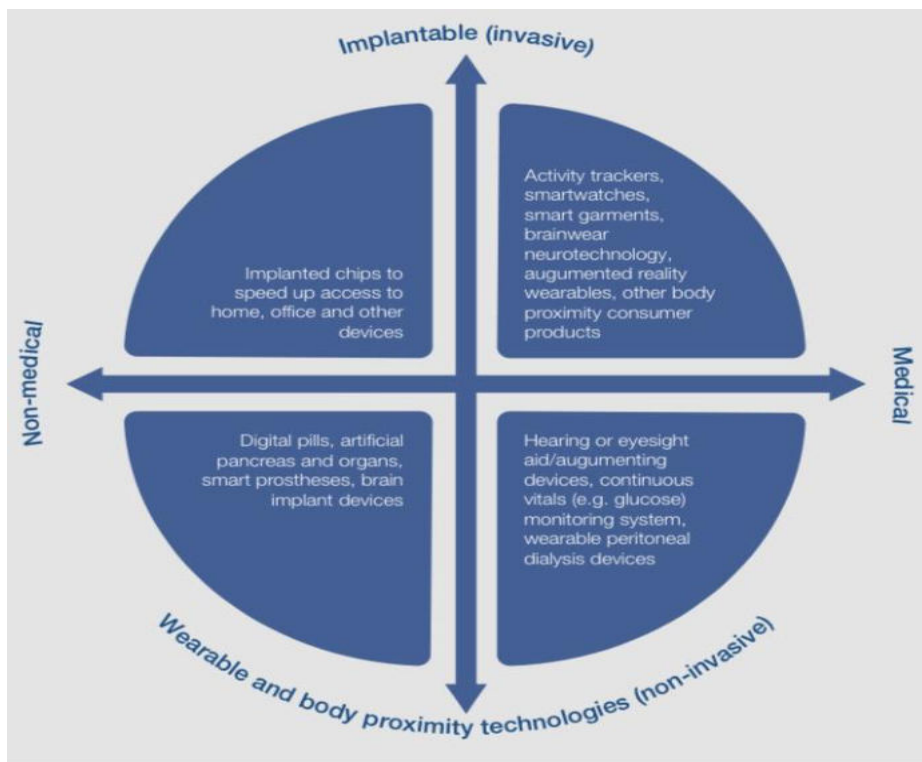 Implantable (invasive)
Activity trackers,
smartwatches,
smart garments,
brainwear
neurotechnology,
augumented reality
wearables, other body
proximity consumer
products
Implanted chips to
speed up access to
home, office and other
devices
Non-medical
Medical
Digital pills, artificial
pancreas and organs,
smart prostheses, brain
implant devices
Hearing or eyesight
aid/augumenting
devices, continuous
vitals (e.g. glucose)
monitoring system,
wearable peritoneal
dialysis devices
Wearable and body proximity technologies (non-invasive)